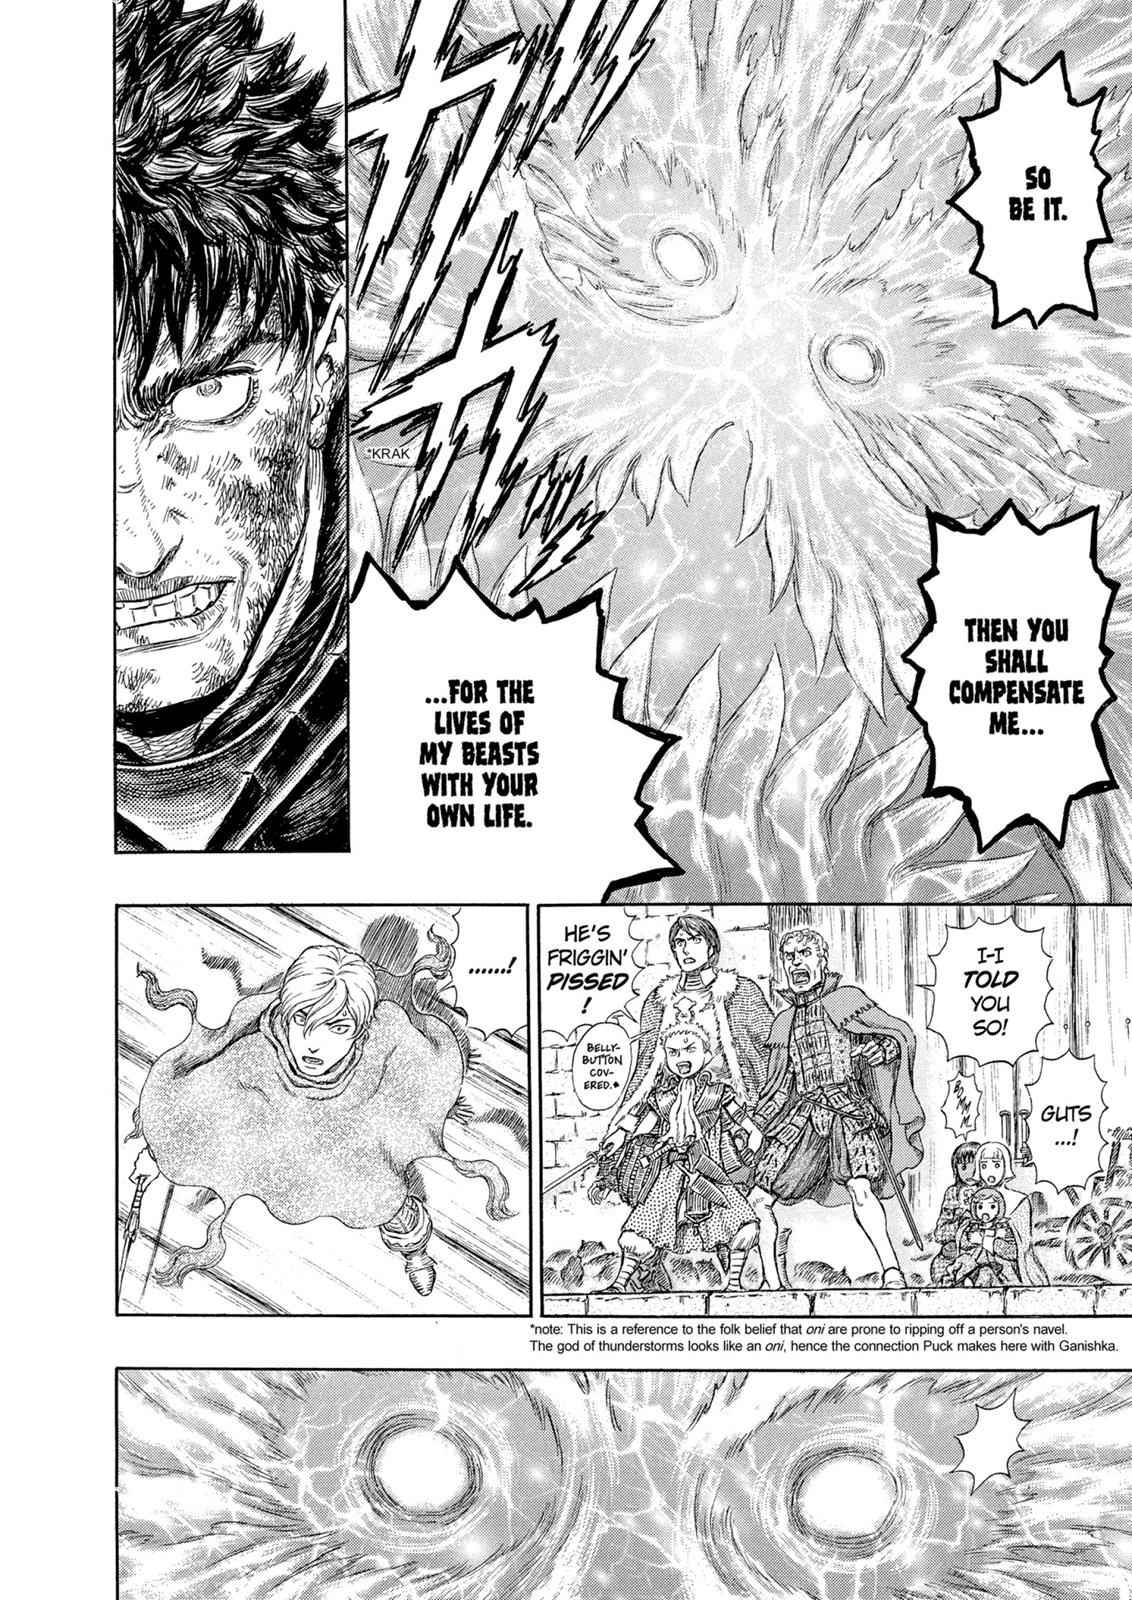 SO
BE IT.
ガガ
*KRAK
THEN YOU
SHALL
COMPENSATE
ME...
...FOR THE
LIVES OF
MY BEASTS
WITH YOUR
OWN LIFE.
I-I
TOLD
YOU
SO!
GUTS
...!
HE'S
FRIGGIN'
PISSED
!
BELLY-
BUTTON
COV-
ERED.*
......!
*note: This is a reference to the folk belief that oni are prone to ripping off a person's navel.
The god of thunderstorms looks like an oni, hence the connection Puck makes here with Ganishka.